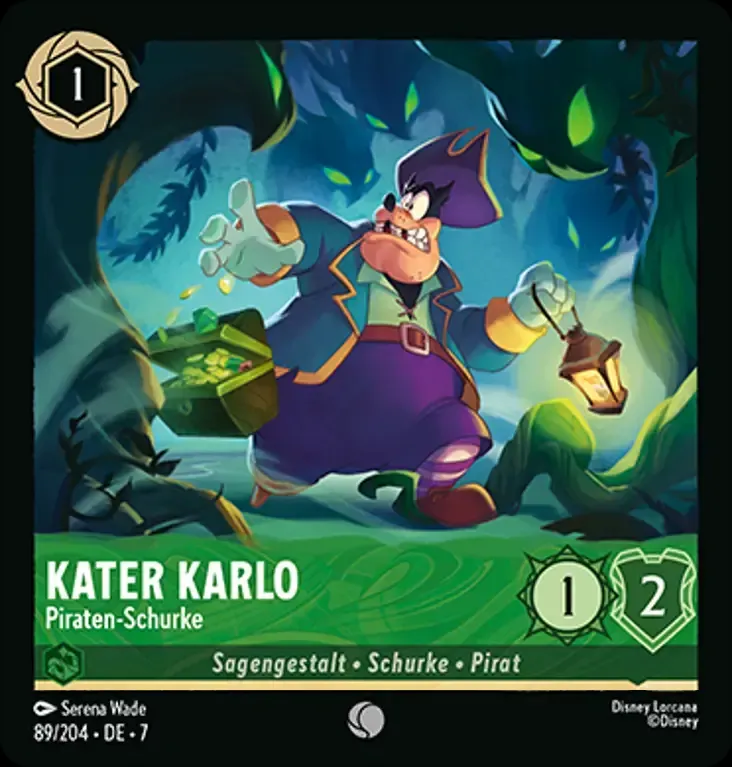 1
KATER KARLO
Piraten-Schurke
1
2
Sagengestalt • Schurke • Pirat
Serena Wade
89/204 • DE • 7
Disney Lorcana
©Disney